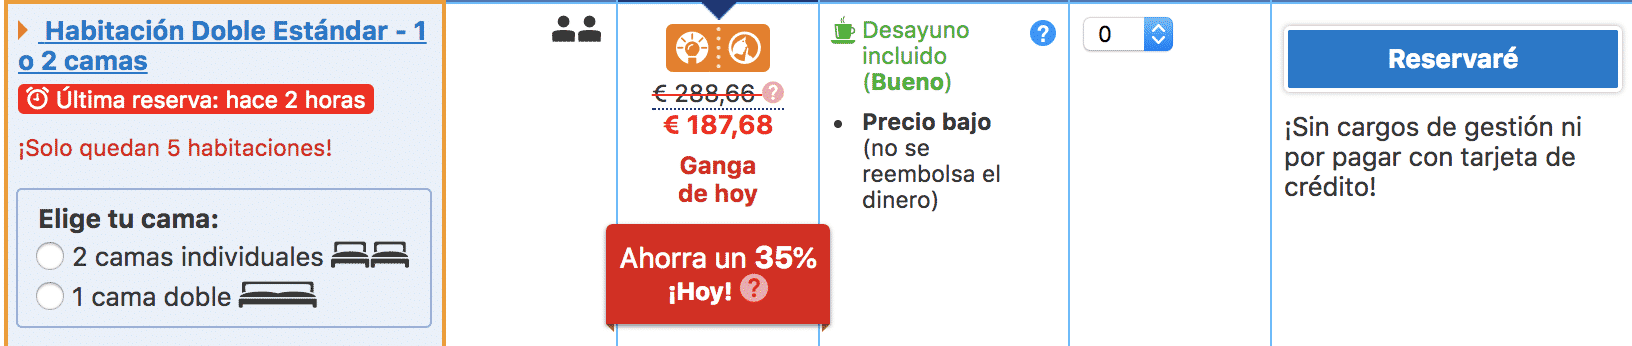 Habitación Doble Estándar - 1
o 2 camas
Última reserva: hace 2 horas
¡Solo quedan 5 habitaciones!
Elige tu cama:
2 camas individuales
1 cama doble
€ 288,66 ?
€ 187,68
Ganga
de hoy
Ahorra un 35%
¡Hoy! ?
Desayuno ?
incluido
(Bueno)
• Precio bajo
(no se
reembolsa el
dinero)
0
Reservaré
¡Sin cargos de gestión ni
por pagar con tarjeta de
crédito!